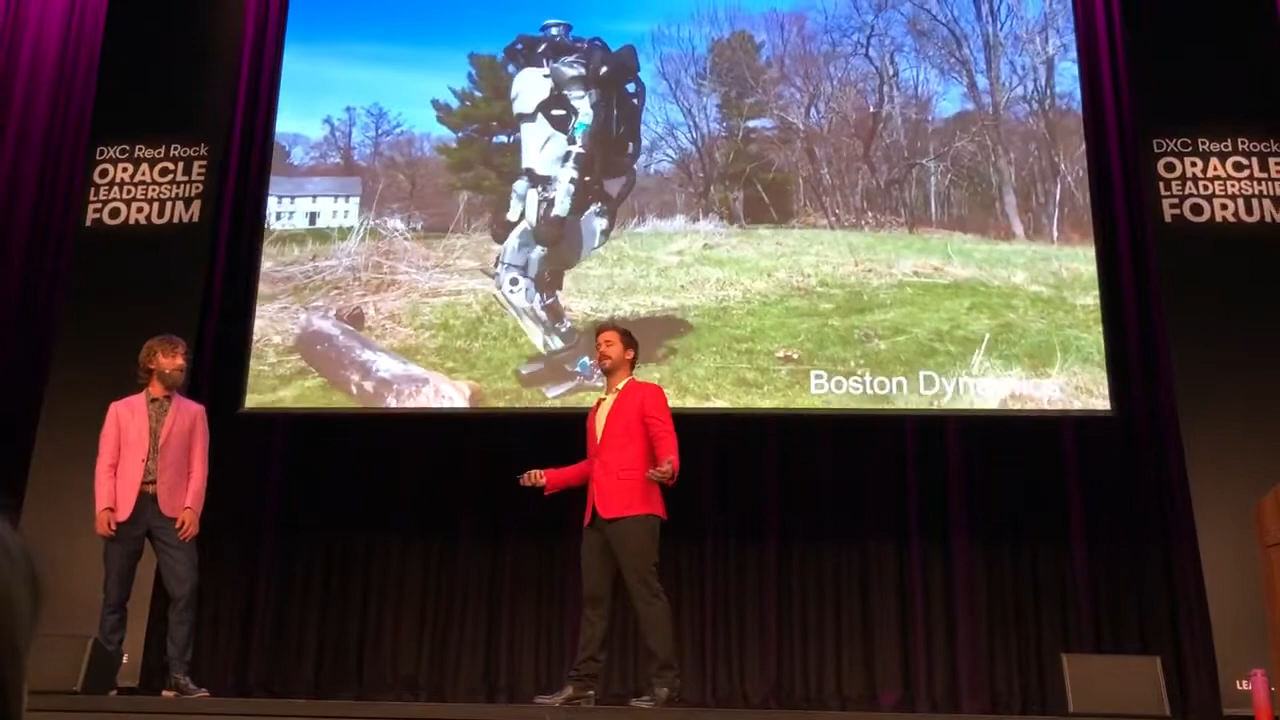 DXC Red Rock
ORACLE
LEADERSHIP
FORUM
Boston Dynamics
DXC Red Rock
ORACLE
LEADERSHIP
FORUM